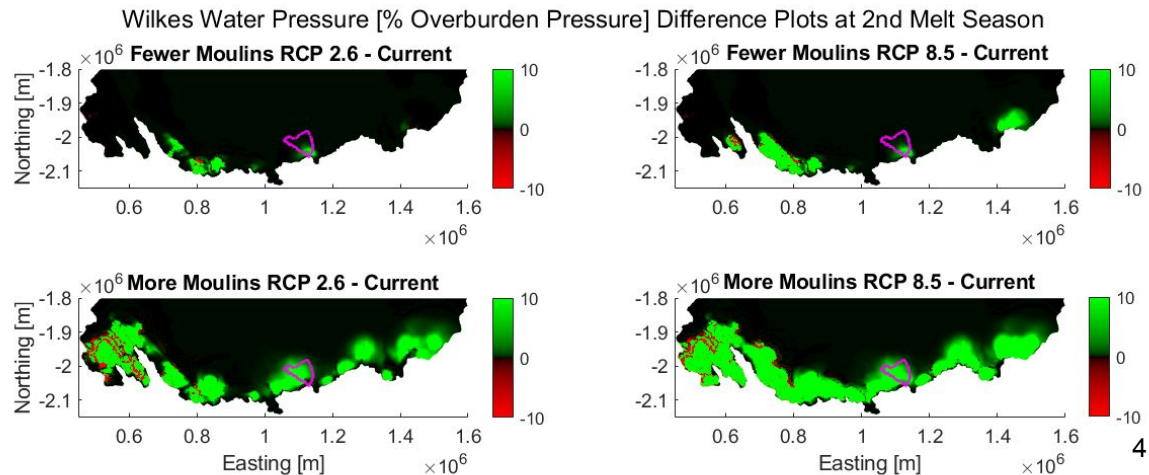 Wilkes Water Pressure [% Overburden Pressure] Difference Plots at 2nd Melt Season
×10⁶ Fewer Moulins RCP 2.6 - Current
-1.8
-1.9
-2
-2.1
Northing [m]
0.6 0.8 1 1.2 1.4 1.6
×10⁶
10
0
-10
×10⁶ Fewer Moulins RCP 8.5 - Current
-1.8
-1.9
-2
-2.1
0.6 0.8 1 1.2 1.4 1.6
×10⁶
10
0
-10
×10⁶ More Moulins RCP 2.6 - Current
-1.8
-1.9
-2
-2.1
Northing [m]
0.6 0.8 1 1.2 1.4 1.6
Easting [m] ×10⁶
10
0
-10
×10⁶ More Moulins RCP 8.5 - Current
-1.8
-1.9
-2
-2.1
0.6 0.8 1 1.2 1.4 1.6
Easting [m] ×10⁶
10
0
-10
4